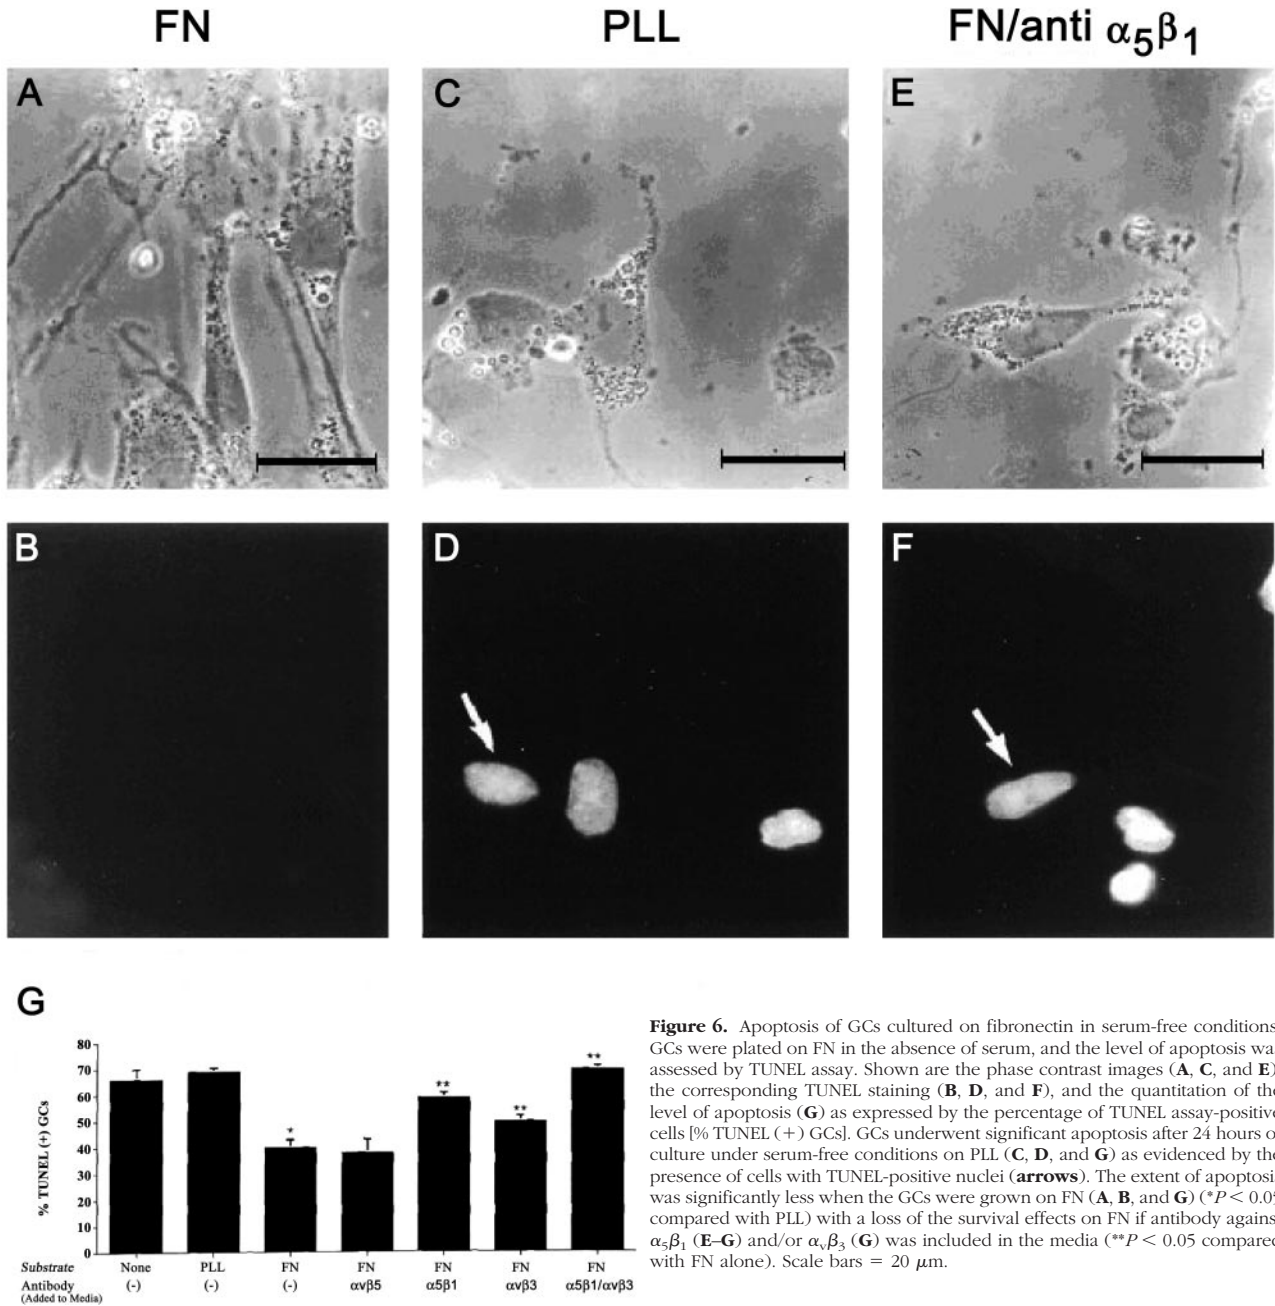 FN
PLL
FN/anti α5β1
A
C
E
B
D
F
G
% TUNEL (+) GCs
80
70
60
50
40
30
20
10
0
*
**
**
**
Substrate None PLL FN FN FN FN FN
Antibody (-) (-) (-) αvβ5 α5β1 αvβ3 α5β1/αvβ3
(Added to Media)
Figure 6. Apoptosis of GCs cultured on fibronectin in serum-free conditions
GCs were plated on FN in the absence of serum, and the level of apoptosis wa
assessed by TUNEL assay. Shown are the phase contrast images (A, C, and E)
the corresponding TUNEL staining (B, D, and F), and the quantitation of the
level of apoptosis (G) as expressed by the percentage of TUNEL assay-positive
cells [% TUNEL (+) GCs]. GCs underwent significant apoptosis after 24 hours o
culture under serum-free conditions on PLL (C, D, and G) as evidenced by the
presence of cells with TUNEL-positive nuclei (arrows). The extent of apoptosi
was significantly less when the GCs were grown on FN (A, B, and G) (*P < 0.05
compared with PLL) with a loss of the survival effects on FN if antibody agains
α5β1 (E–G) and/or αvβ3 (G) was included in the media (**P < 0.05 compared
with FN alone). Scale bars = 20 μm.